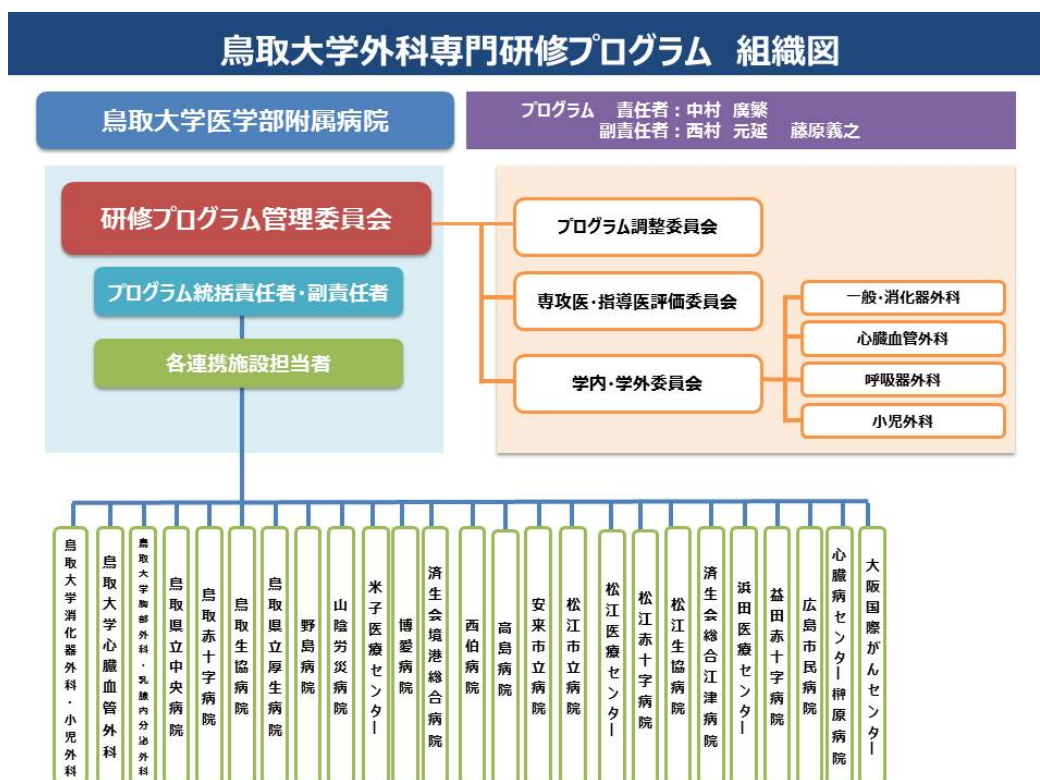 鳥取大学外科専門研修プログラム 組織図
鳥取大学医学部附属病院
プログラム 責任者：中村 廣繁
副責任者：西村 元延 藤原義之
研修プログラム管理委員会
プログラム統括責任者・副責任者
各連携施設担当者
プログラム調整委員会
専攻医・指導医評価委員会
学内・学外委員会
一般・消化器外科
心臓血管外科
呼吸器外科
小児外科
鳥取大学消化器外科・小児外科
鳥取大学心臓血管外科
鳥取大学胸部外科・乳腺内分泌外科
鳥取県立中央病院
鳥取赤十字病院
鳥取生協病院
鳥取県立厚生病院
野島病院
山陰労災病院
米子医療センター
博愛病院
済生会境港総合病院
西伯病院
高島病院
安来市立病院
松江市立病院
松江医療センター
松江赤十字病院
松江生協病院
済生会総合江津病院
浜田医療センター
益田赤十字病院
広島市民病院
心臓病センター榊原病院
大阪国際がんセンター